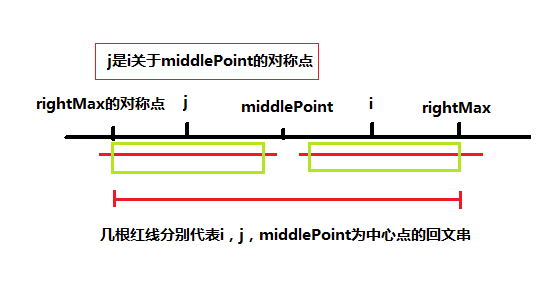 j是i关于middlePoint的对称点
rightMax的对称点 j middlePoint i rightMax
几根红线分别代表i，j，middlePoint为中心点的回文串